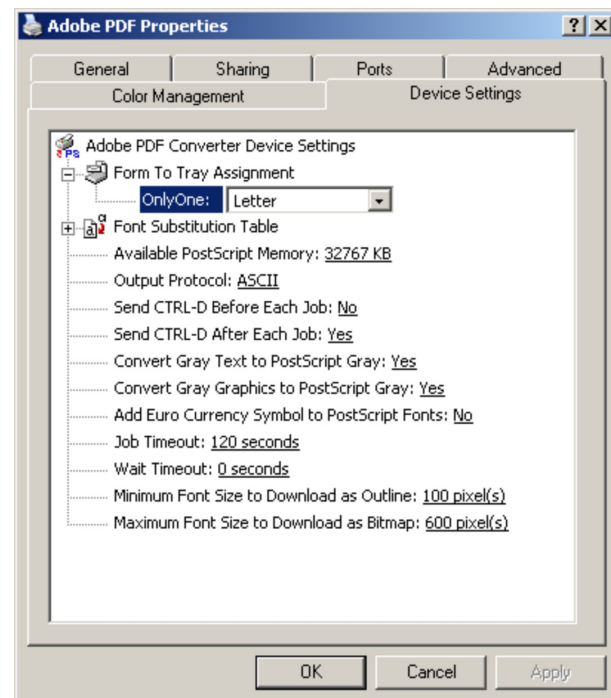 Adobe PDF Properties
General Sharing Ports Advanced
Color Management Device Settings
Adobe PDF Converter Device Settings
Form To Tray Assignment
OnlyOne: Letter
Font Substitution Table
Available PostScript Memory: 32767 KB
Output Protocol: ASCII
Send CTRL-D Before Each Job: No
Send CTRL-D After Each Job: Yes
Convert Gray Text to PostScript Gray: Yes
Convert Gray Graphics to PostScript Gray: Yes
Add Euro Currency Symbol to PostScript Fonts: No
Job Timeout: 120 seconds
Wait Timeout: 0 seconds
Minimum Font Size to Download as Outline: 100 pixel(s)
Maximum Font Size to Download as Bitmap: 600 pixel(s)
OK Cancel Apply